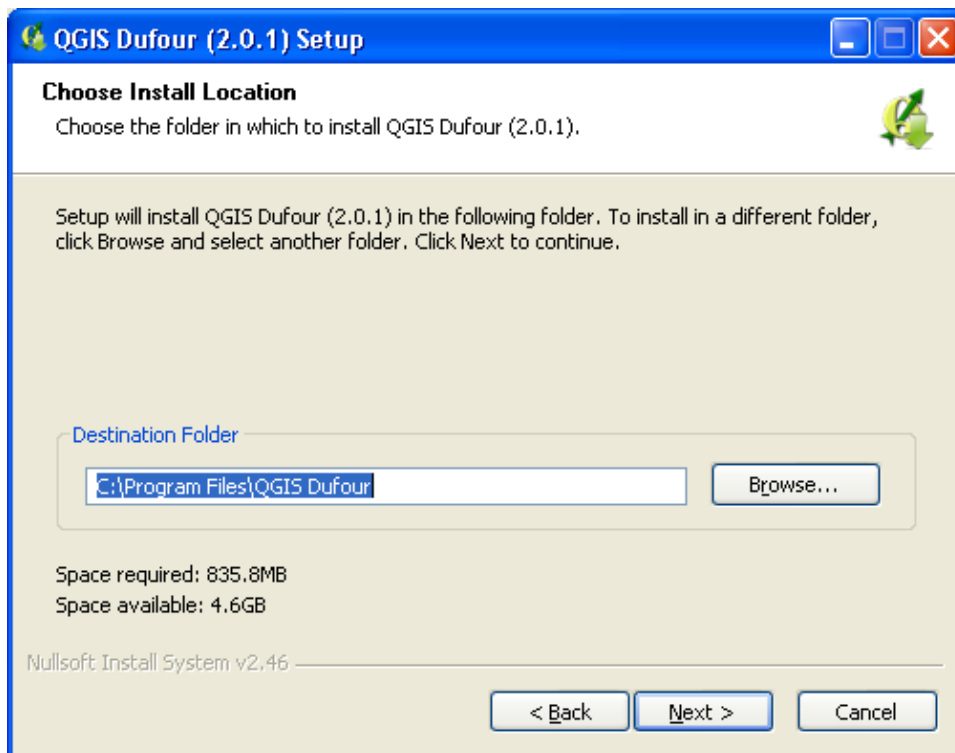 QGIS Dufour (2.0.1) Setup
Choose Install Location
Choose the folder in which to install QGIS Dufour (2.0.1).
Setup will install QGIS Dufour (2.0.1) in the following folder. To install in a different folder,
click Browse and select another folder. Click Next to continue.
Destination Folder
C:\Program Files\QGIS Dufour
Browse...
Space required: 835.8MB
Space available: 4.6GB
Nullsoft Install System v2.46
< Back
Next >
Cancel